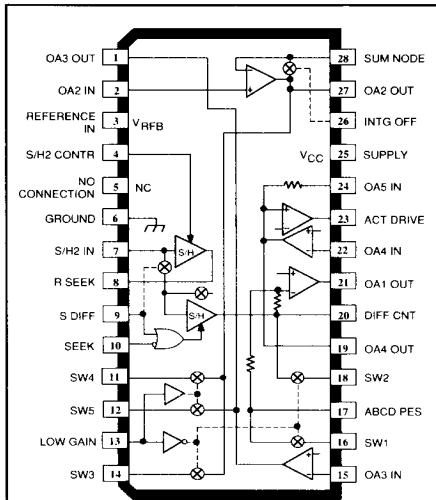 OA3 OUT 1
OA2 IN 2
REFERENCE
IN 3 VRFB
S/H2 CONTR 4
NO
CONNECTION 5 NC
GROUND 6
S/H2 IN 7
R SEEK 8
S DIFF 9
SEEK 10
SW4 11
SW5 12
LOW GAIN 13
SW3 14
S/H
S/H
VCC
28 SUM NODE
27 OA2 OUT
26 INTG OFF
25 SUPPLY
24 OA5 IN
23 ACT DRIVE
22 OA4 IN
21 OA1 OUT
20 DIFF CNT
19 OA4 OUT
18 SW2
17 ABCD PES
16 SW1
15 OA3 IN